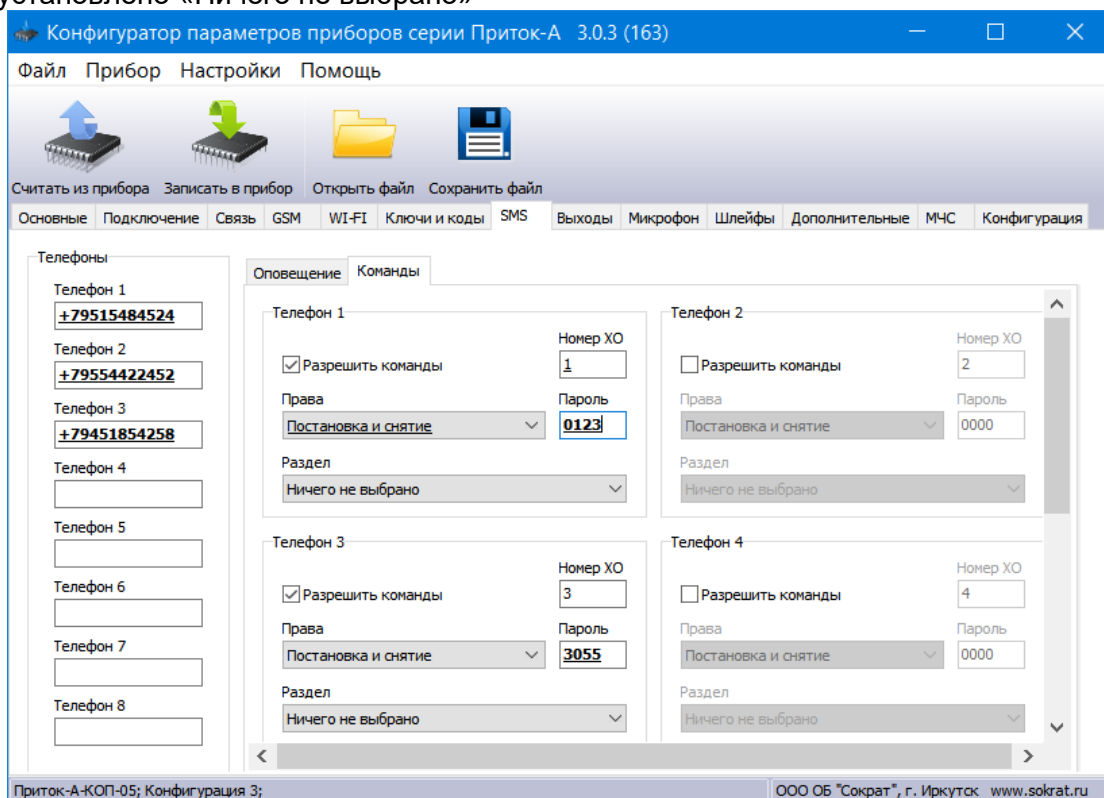 установлено «Ничего не выбрано»
Конфигуратор параметров приборов серии Приток-А 3.0.3 (163)
Файл Прибор Настройки Помощь
Считать из прибора Записать в прибор Открыть файл Сохранить файл
Основные Подключение Связь GSM WI-FI Ключи и коды SMS Выходы Микрофон Шлейфы Дополнительные МЧС Конфигурация
Телефоны
Телефон 1
+79515484524
Телефон 2
+79554422452
Телефон 3
+79451854258
Телефон 4
Телефон 5
Телефон 6
Телефон 7
Телефон 8
Оповещение Команды
Телефон 1
Номер ХО
Разрешить команды 1
Права Пароль
Постановка и снятие 0123
Раздел
Ничего не выбрано
Телефон 2
Номер ХО
Разрешить команды 2
Права Пароль
Постановка и снятие 0000
Раздел
Ничего не выбрано
Телефон 3
Номер ХО
Разрешить команды 3
Права Пароль
Постановка и снятие 3055
Раздел
Ничего не выбрано
Телефон 4
Номер ХО
Разрешить команды 4
Права Пароль
Постановка и снятие 0000
Раздел
Ничего не выбрано
Приток-А-КОП-05; Конфигурация 3; ООО ОБ "Сократ", г. Иркутск www.sokrat.ru